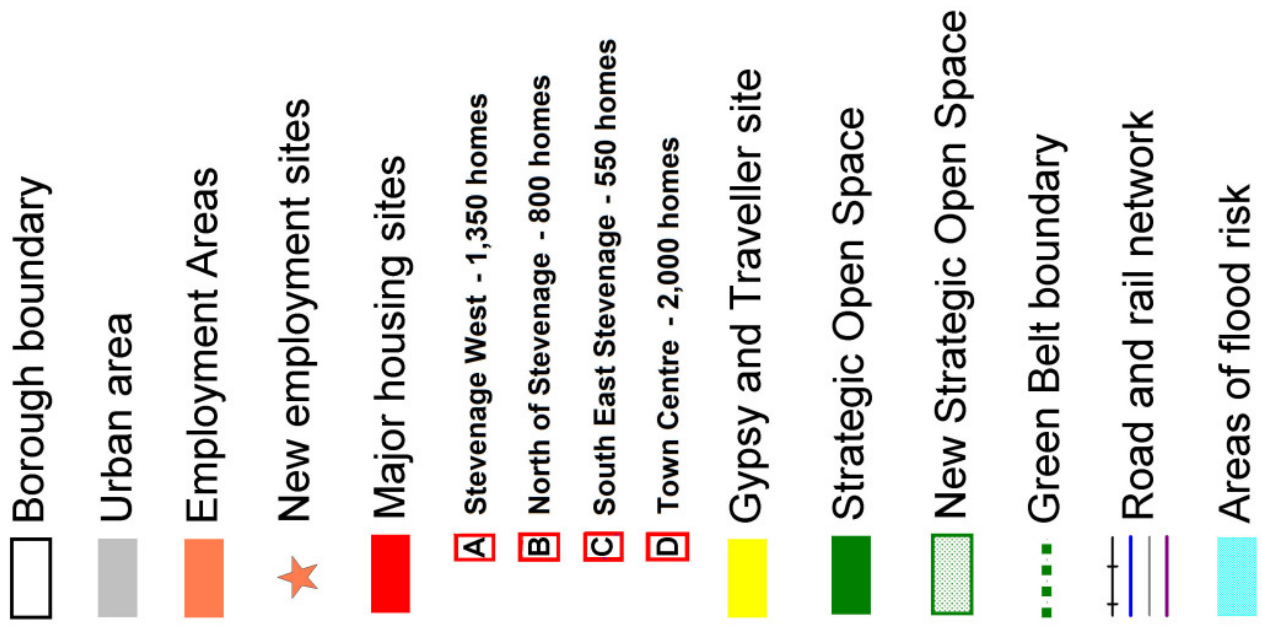 Borough boundary
Urban area
Employment Areas
New employment sites
Major housing sites
A Stevenage West - 1,350 homes
B North of Stevenage - 800 homes
C South East Stevenage - 550 homes
D Town Centre - 2,000 homes
Gypsy and Traveller site
Strategic Open Space
New Strategic Open Space
Green Belt boundary
Road and rail network
Areas of flood risk